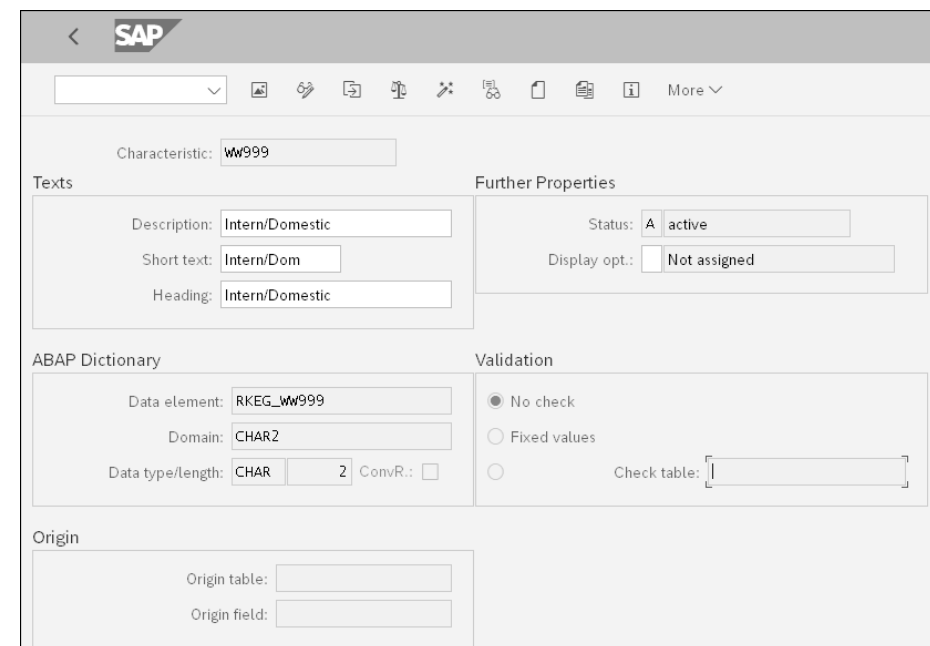 SAP
More
Characteristic: WW999
Texts
Description: Intern/Domestic
Short text: Intern/Dom
Heading: Intern/Domestic
Further Properties
Status: A active
Display opt.: Not assigned
ABAP Dictionary
Data element: RKEG_WW999
Domain: CHAR2
Data type/length: CHAR 2 ConvR.:
Validation
No check
Fixed values
Check table:
Origin
Origin table:
Origin field: